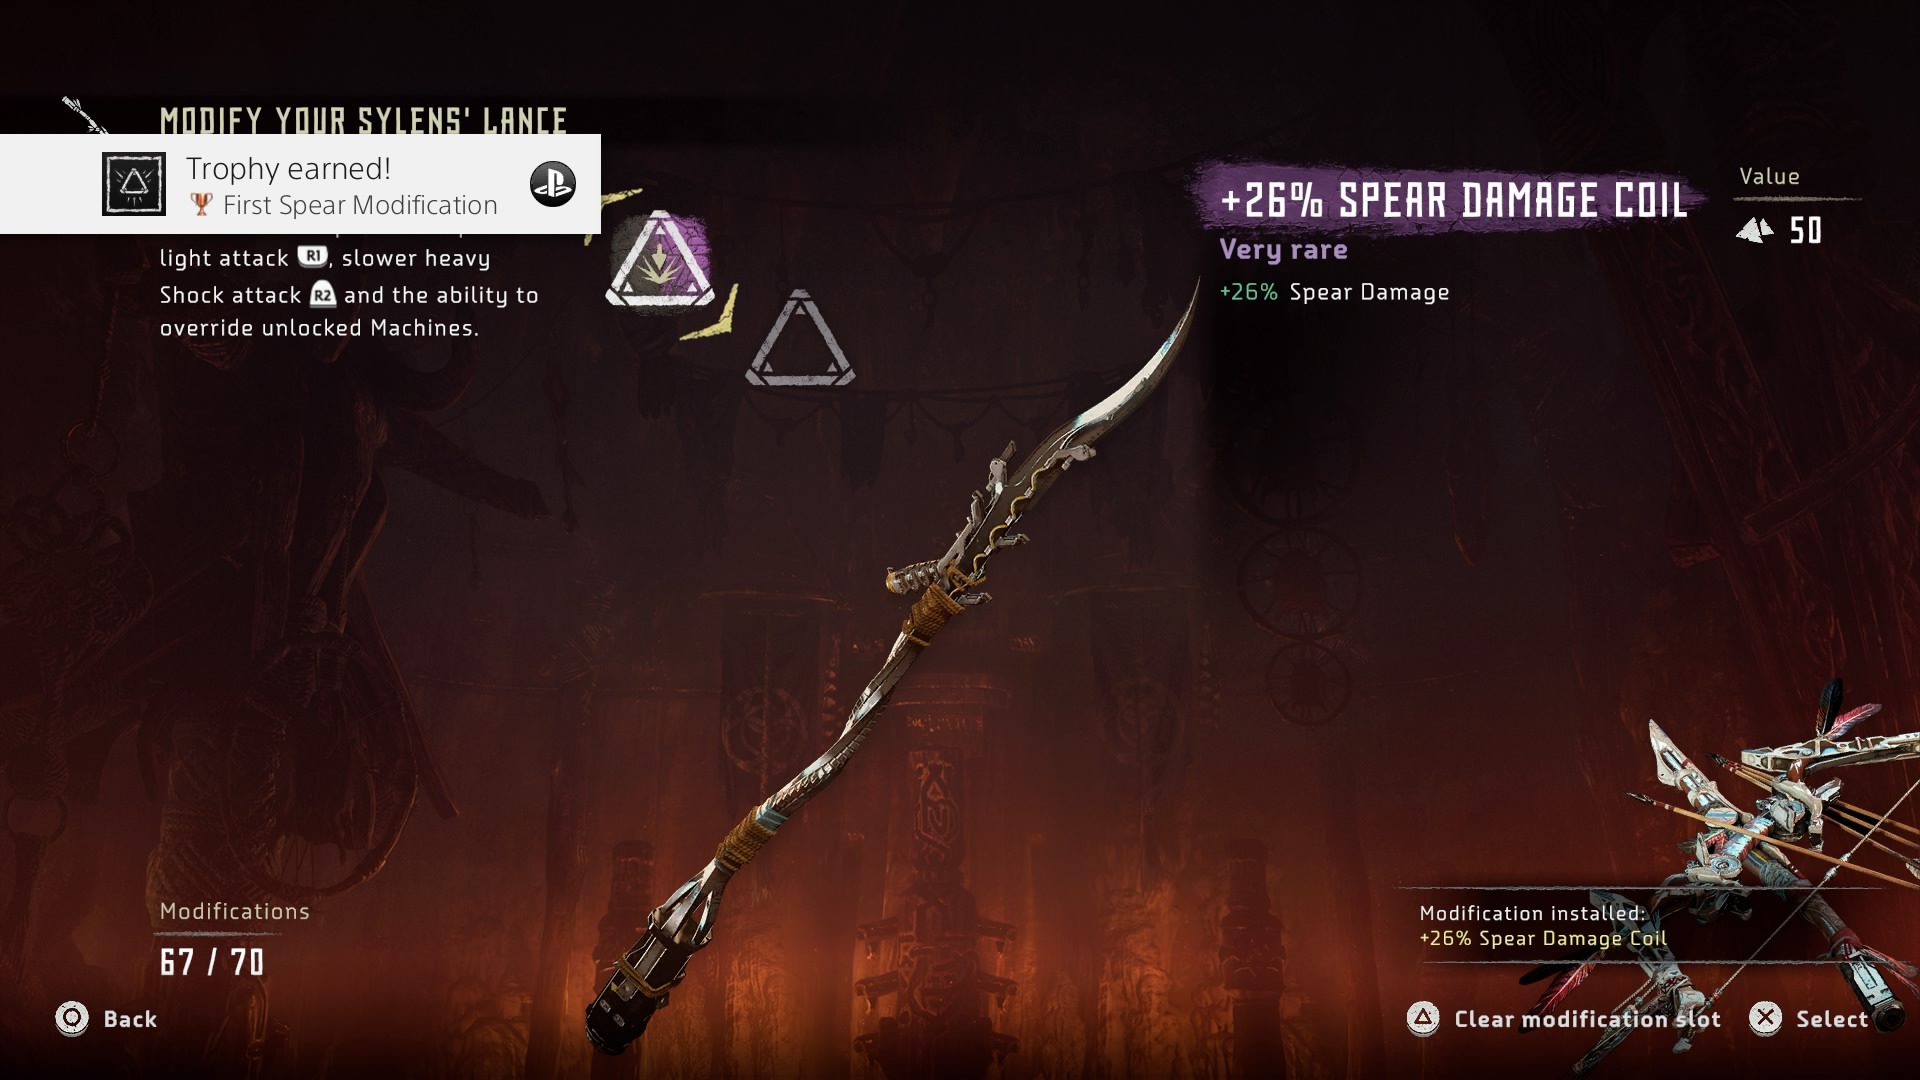 MODIFY YOUR SYLENS' LANCE
Trophy earned!
First Spear Modification
light attack R1, slower heavy
Shock attack R2 and the ability to
override unlocked Machines.
+26% SPEAR DAMAGE COIL
Very rare
+26% Spear Damage
Value
50
Modifications
67 / 70
Modification installed:
+26% Spear Damage Coil
Back
Clear modification slot
Select